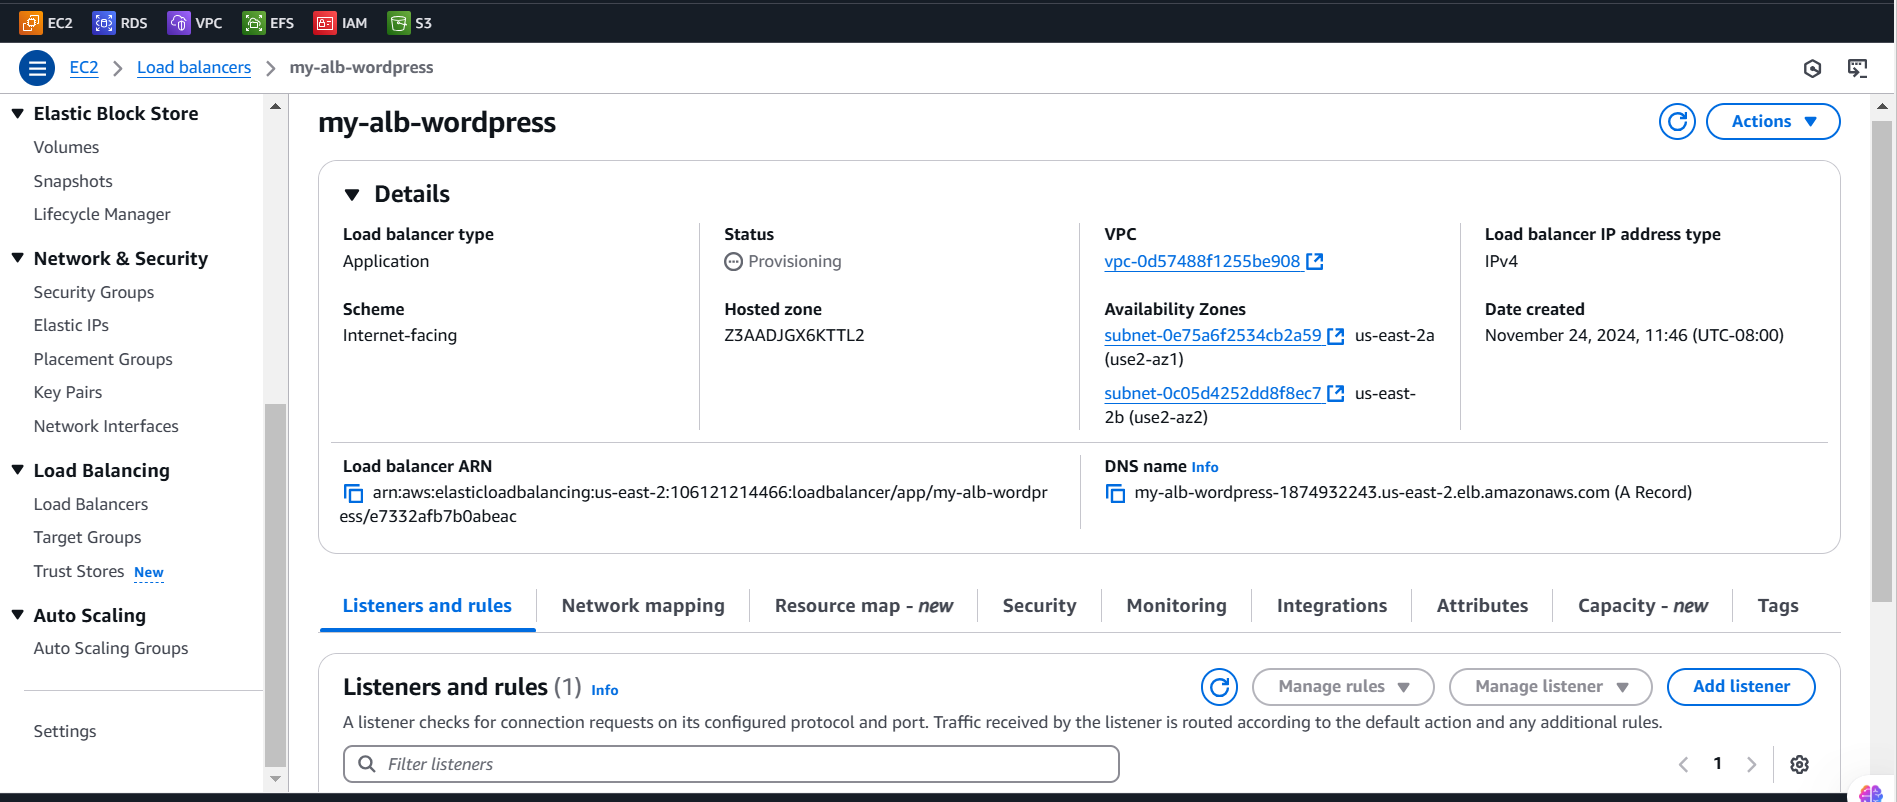 EC2 RDS VPC EFS IAM S3
EC2 Load balancers my-alb-wordpress
Elastic Block Store
Volumes
Snapshots
Lifecycle Manager
Network & Security
Security Groups
Elastic IPs
Placement Groups
Key Pairs
Network Interfaces
Load Balancing
Load Balancers
Target Groups
Trust Stores New
Auto Scaling
Auto Scaling Groups
Settings
my-alb-wordpress
Actions
Details
Load balancer type
Application
Scheme
Internet-facing
Status
Provisioning
Hosted zone
Z3AADJGX6KTTL2
VPC
vpc-0d57488f1255be908
Availability Zones
subnet-0e75a6f2534cb2a59 us-east-2a
(use2-az1)
subnet-0c05d4252dd8f8ec7 us-east-
2b (use2-az2)
Load balancer IP address type
IPv4
Date created
November 24, 2024, 11:46 (UTC-08:00)
Load balancer ARN
arn:aws:elasticloadbalancing:us-east-2:106121214466:loadbalancer/app/my-alb-wordpr
ess/e7332afb7b0abeac
DNS name Info
my-alb-wordpress-1874932243.us-east-2.elb.amazonaws.com (A Record)
Listeners and rules Network mapping Resource map - new Security Monitoring Integrations Attributes Capacity - new Tags
Listeners and rules (1) Info
Manage rules Manage listener Add listener
A listener checks for connection requests on its configured protocol and port. Traffic received by the listener is routed according to the default action and any additional rules.
Filter listeners
1